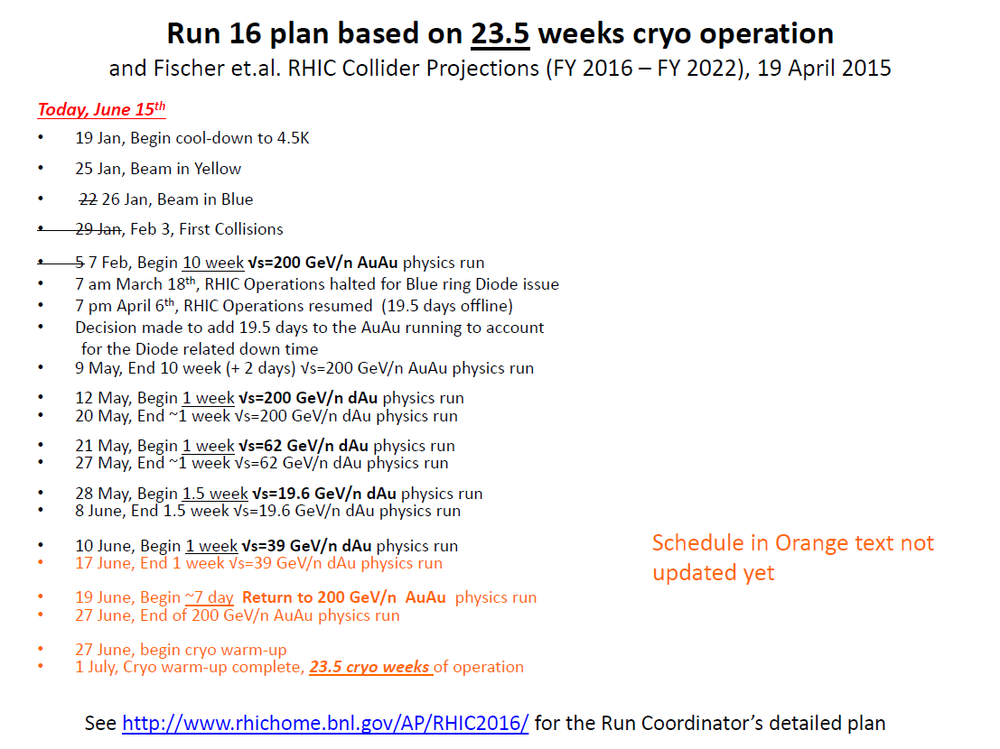 Run 16 plan based on 23.5 weeks cryo operation
and Fischer et.al. RHIC Collider Projections (FY 2016 – FY 2022), 19 April 2015
Today, June 15th
• 19 Jan, Begin cool-down to 4.5K
• 25 Jan, Beam in Yellow
• 22 26 Jan, Beam in Blue
• 29 Jan, Feb 3, First Collisions
• 5 7 Feb, Begin 10 week √s=200 GeV/n AuAu physics run
• 7 am March 18th, RHIC Operations halted for Blue ring Diode issue
• 7 pm April 6th, RHIC Operations resumed (19.5 days offline)
• Decision made to add 19.5 days to the AuAu running to account
for the Diode related down time
• 9 May, End 10 week (+ 2 days) √s=200 GeV/n AuAu physics run
• 12 May, Begin 1 week √s=200 GeV/n dAu physics run
• 20 May, End ~1 week √s=200 GeV/n dAu physics run
• 21 May, Begin 1 week √s=62 GeV/n dAu physics run
• 27 May, End ~1 week √s=62 GeV/n dAu physics run
• 28 May, Begin 1.5 week √s=19.6 GeV/n dAu physics run
• 8 June, End 1.5 week √s=19.6 GeV/n dAu physics run
• 10 June, Begin 1 week √s=39 GeV/n dAu physics run
• 17 June, End 1 week √s=39 GeV/n dAu physics run
• 19 June, Begin ~7 day Return to 200 GeV/n AuAu physics run
• 27 June, End of 200 GeV/n AuAu physics run
• 27 June, begin cryo warm-up
• 1 July, Cryo warm-up complete, 23.5 cryo weeks of operation
Schedule in Orange text not
updated yet
See http://www.rhichome.bnl.gov/AP/RHIC2016/ for the Run Coordinator’s detailed plan